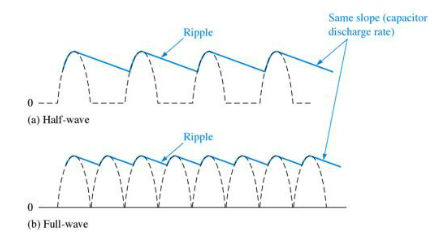 Same slope (capacitor
discharge rate)
Ripple
0
(a) Half-wave
Ripple
0
(b) Full-wave